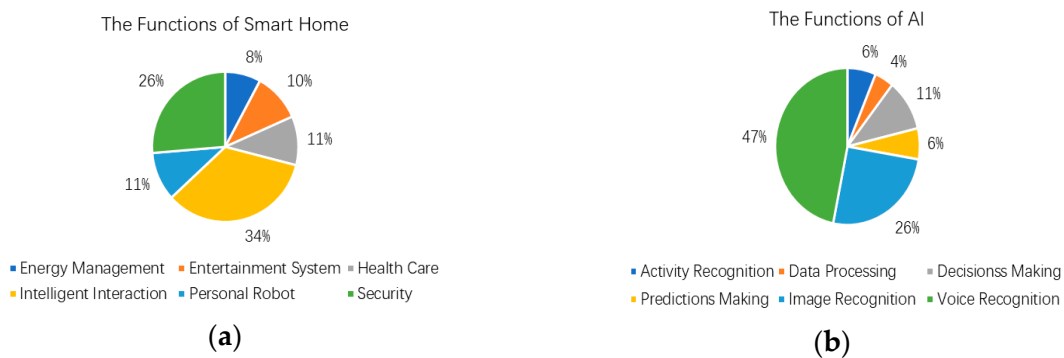 The Functions of Smart Home
8%
10%
11%
34%
11%
26%
Energy Management Entertainment System Health Care
Intelligent Interaction Personal Robot Security
(a)
The Functions of AI
6%
4%
11%
6%
26%
47%
Activity Recognition Data Processing Decisionss Making
Predictions Making Image Recognition Voice Recognition
(b)